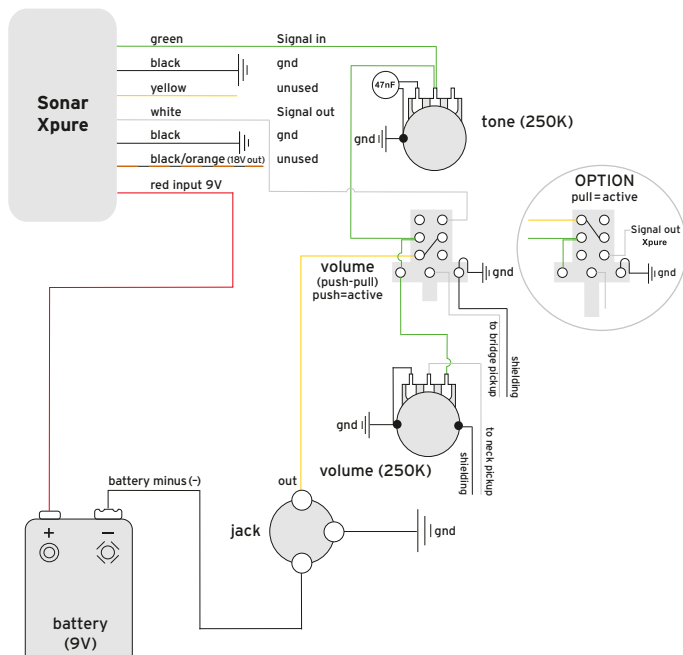 Sonar
Xpure
green Signal in
black gnd
yellow unused
white Signal out
black gnd
black/orange (18V out) unused
red input 9V
47nF
gnd
tone (250K)
OPTION
pull=active
Signal out
Xpure
gnd
volume
(push-pull)
push=active
gnd
to bridge pickup
shielding
gnd
volume (250K)
shielding
to neck pickup
battery minus (-)
out
jack
gnd
+ −
battery
(9V)